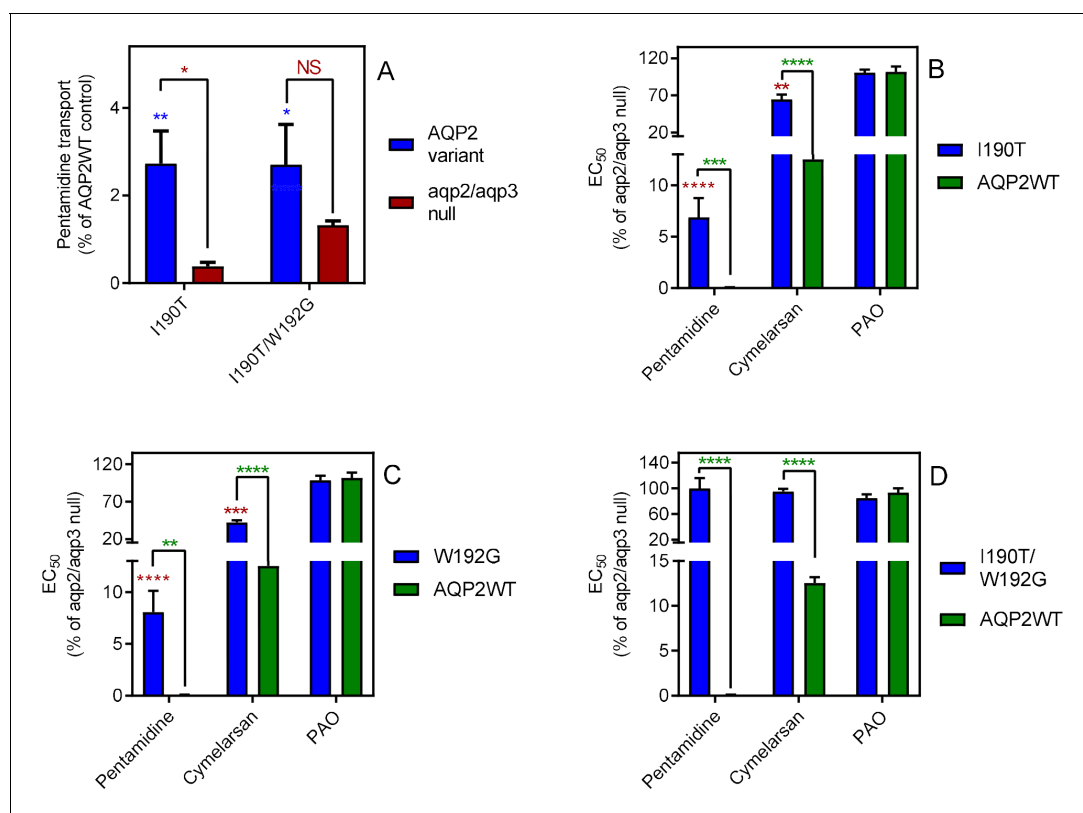 A
Pentamidine transport
(% of AQP2WT control)
4
2
0
*
NS
**
*
AQP2
variant
aqp2/aqp3
null
I190T
I190T/W192G
B
EC50
(% of aqp2/aqp3 null)
120
70
20
10
5
0
****
**
***
****
I190T
AQP2WT
Pentamidine
Cymelarsan
PAO
C
EC50
(% of aqp2/aqp3 null)
120
70
20
10
5
0
****
***
**
****
W192G
AQP2WT
Pentamidine
Cymelarsan
PAO
D
EC50
(% of aqp2/aqp3 null)
140
100
60
20
15
10
5
0
****
****
I190T/
W192G
AQP2WT
Pentamidine
Cymelarsan
PAO